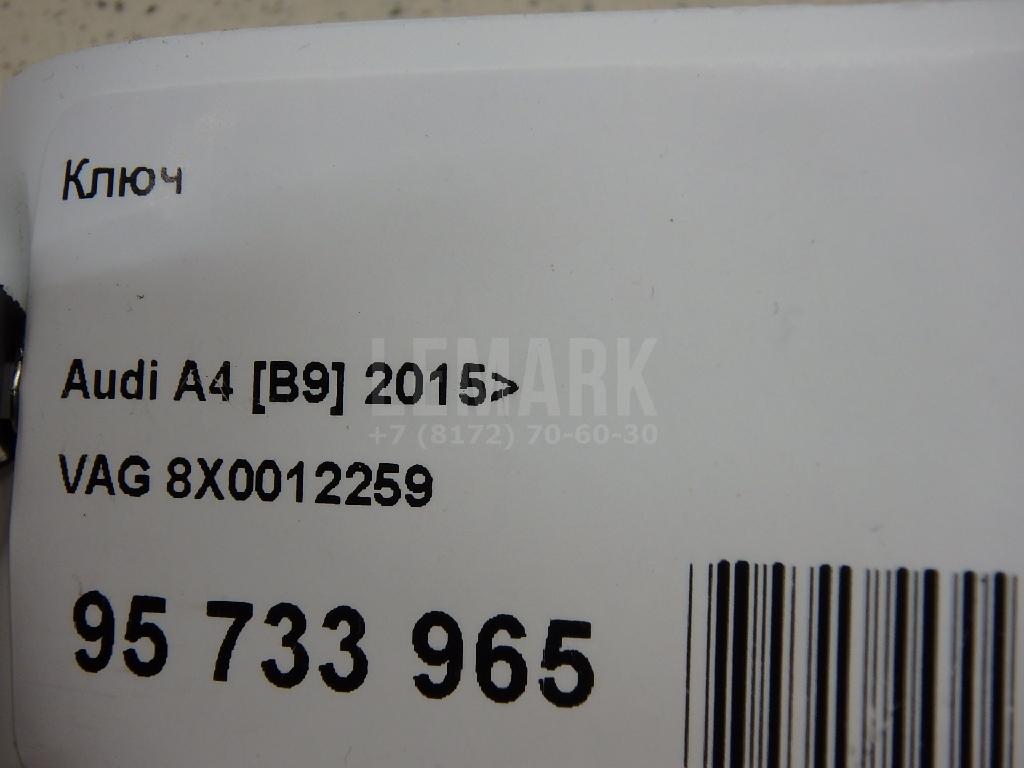 Ключ
Audi A4 [B9] 2015>
LEMARK
+7 (8172) 70-60-30
VAG 8X0012259
95 733 965